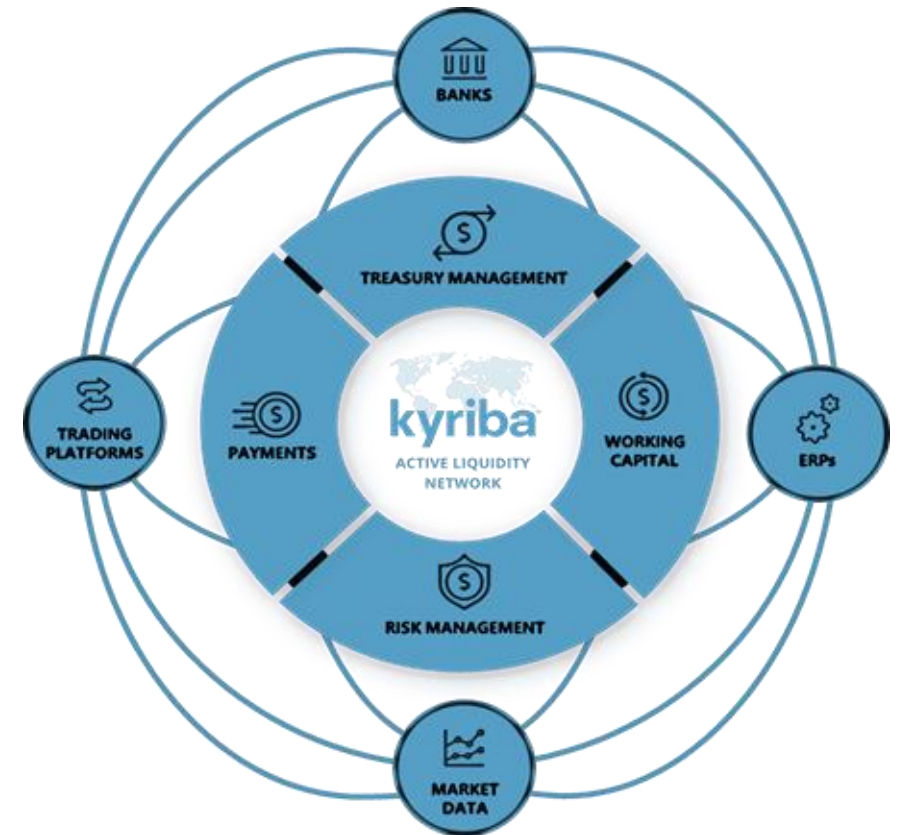 BANKS
TREASURY MANAGEMENT
TRADING
PLATFORMS
PAYMENTS
kyriba
ACTIVE LIQUIDITY
NETWORK
WORKING
CAPITAL
ERPs
RISK MANAGEMENT
MARKET
DATA